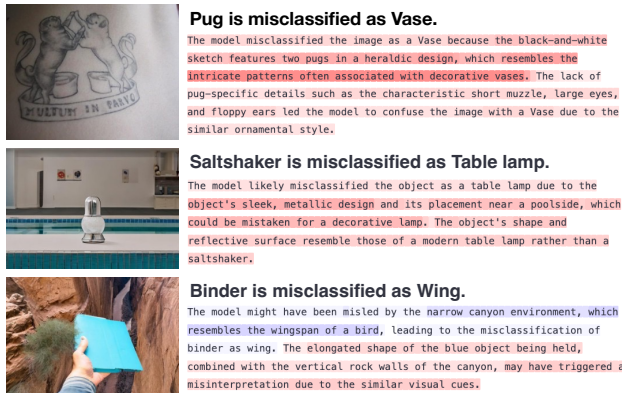 MULTUM IN PARVO
Pug is misclassified as Vase.
The model misclassified the image as a Vase because the black-and-white
sketch features two pugs in a heraldic design, which resembles the
intricate patterns often associated with decorative vases. The lack of
pug-specific details such as the characteristic short muzzle, large eyes,
and floppy ears led the model to confuse the image with a Vase due to the
similar ornamental style.
Saltshaker is misclassified as Table lamp.
The model likely misclassified the object as a table lamp due to the
object's sleek, metallic design and its placement near a poolside, which
could be mistaken for a decorative lamp. The object's shape and
reflective surface resemble those of a modern table lamp rather than a
saltshaker.
Binder is misclassified as Wing.
The model might have been misled by the narrow canyon environment, which
resembles the wingspan of a bird, leading to the misclassification of
binder as wing. The elongated shape of the blue object being held,
combined with the vertical rock walls of the canyon, may have triggered a
misinterpretation due to the similar visual cues.